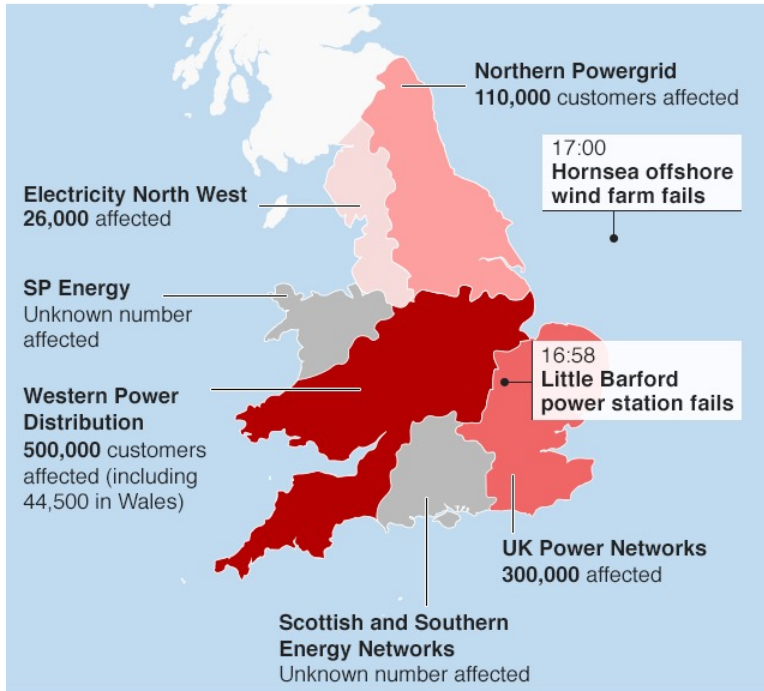 Northern Powergrid
110,000 customers affected
17:00
Hornsea offshore
wind farm fails
Electricity North West
26,000 affected
SP Energy
Unknown number
affected
16:58
Little Barford
power station fails
Western Power
Distribution
500,000 customers
affected (including
44,500 in Wales)
UK Power Networks
300,000 affected
Scottish and Southern
Energy Networks
Unknown number affected